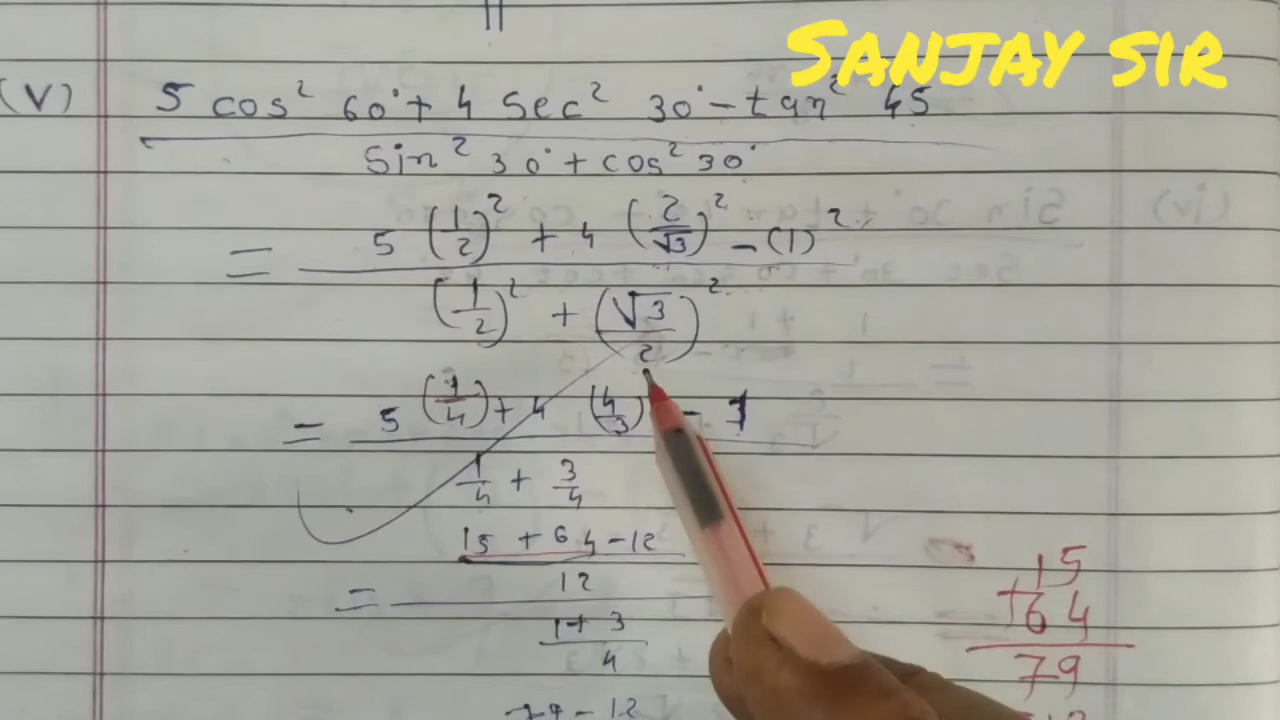 SANJAY SIR
(V) 5 cos² 60° + 4 Sec² 30° - tan² 45
Sin² 30° + cos² 30°
= 5 (1/2)² + 4 (2/√3)² - (1)²
(1/2)² + (√3/2)²
= 5 (1/4) + 4 (4/3) - 1
1/4 + 3/4
15 + 64 - 12
= 12
1 + 3
4
15
+64
79
79 - 12